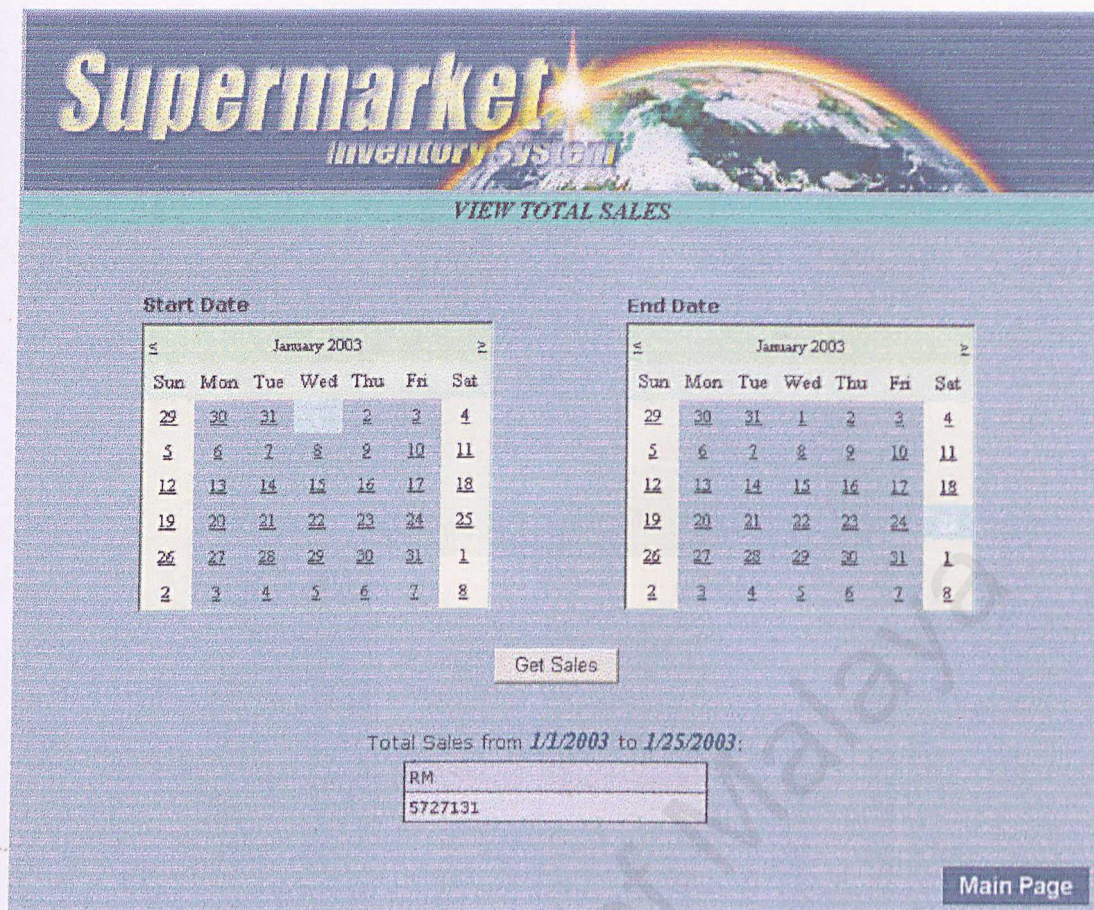 Supermarket
Inventory System
VIEW TOTAL SALES
Start Date
≤ January 2003 ≥
Sun Mon Tue Wed Thu Fri Sat
29 30 31 2 3 4
5 6 7 8 9 10 11
12 13 14 15 16 17 18
19 20 21 22 23 24 25
26 27 28 29 30 31 1
2 3 4 5 6 7 8
End Date
≤ January 2003 ≥
Sun Mon Tue Wed Thu Fri Sat
29 30 31 1 2 3 4
5 6 7 8 9 10 11
12 13 14 15 16 17 18
19 20 21 22 23 24
26 27 28 29 30 31 1
2 3 4 5 6 7 8
Get Sales
Total Sales from 1/1/2003 to 1/25/2003:
RM
5727131
Main Page
of Malaya